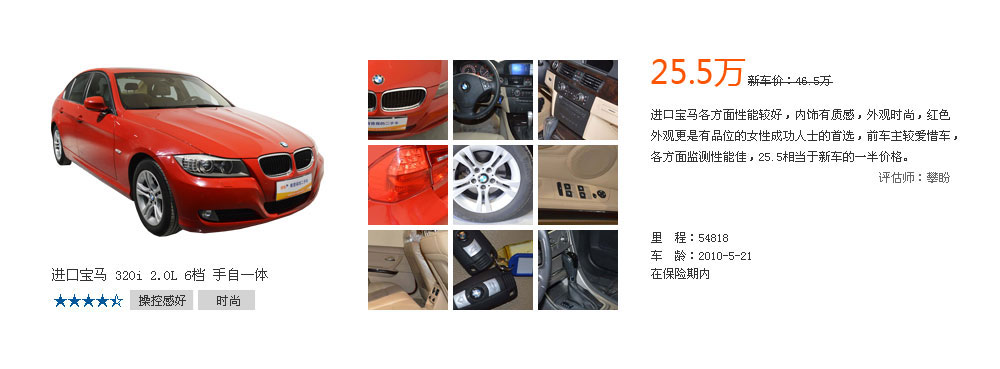 25.5万 新车价：46.5万
进口宝马各方面性能较好，内饰有质感，外观时尚，红色
外观更是有品位的女性成功人士的首选，前车主较爱惜车，
各方面监测性能佳，25.5相当于新车的一半价格。
评估师：攀盼
里 程：54818
车 龄：2010-5-21
在保险期内
进口宝马 320i 2.0L 6档 手自一体
操控感好 时尚